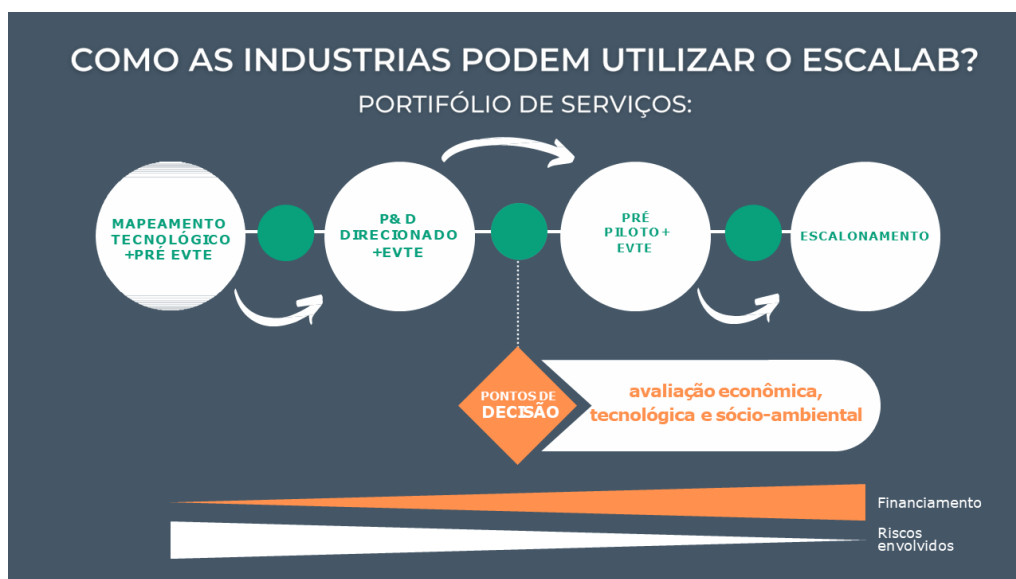 COMO AS INDUSTRIAS PODEM UTILIZAR O ESCALAB?
PORTIFÓLIO DE SERVIÇOS:
MAPEAMENTO
TECNOLÓGICO
+PRÉ EVTE
P& D
DIRECIONADO
+EVTE
PRÉ
PILOTO+
EVTE
ESCALONAMENTO
PONTOS DE
DECISÃO
avaliação econômica,
tecnológica e sócio-ambiental
Financiamento
Riscos
envolvidos